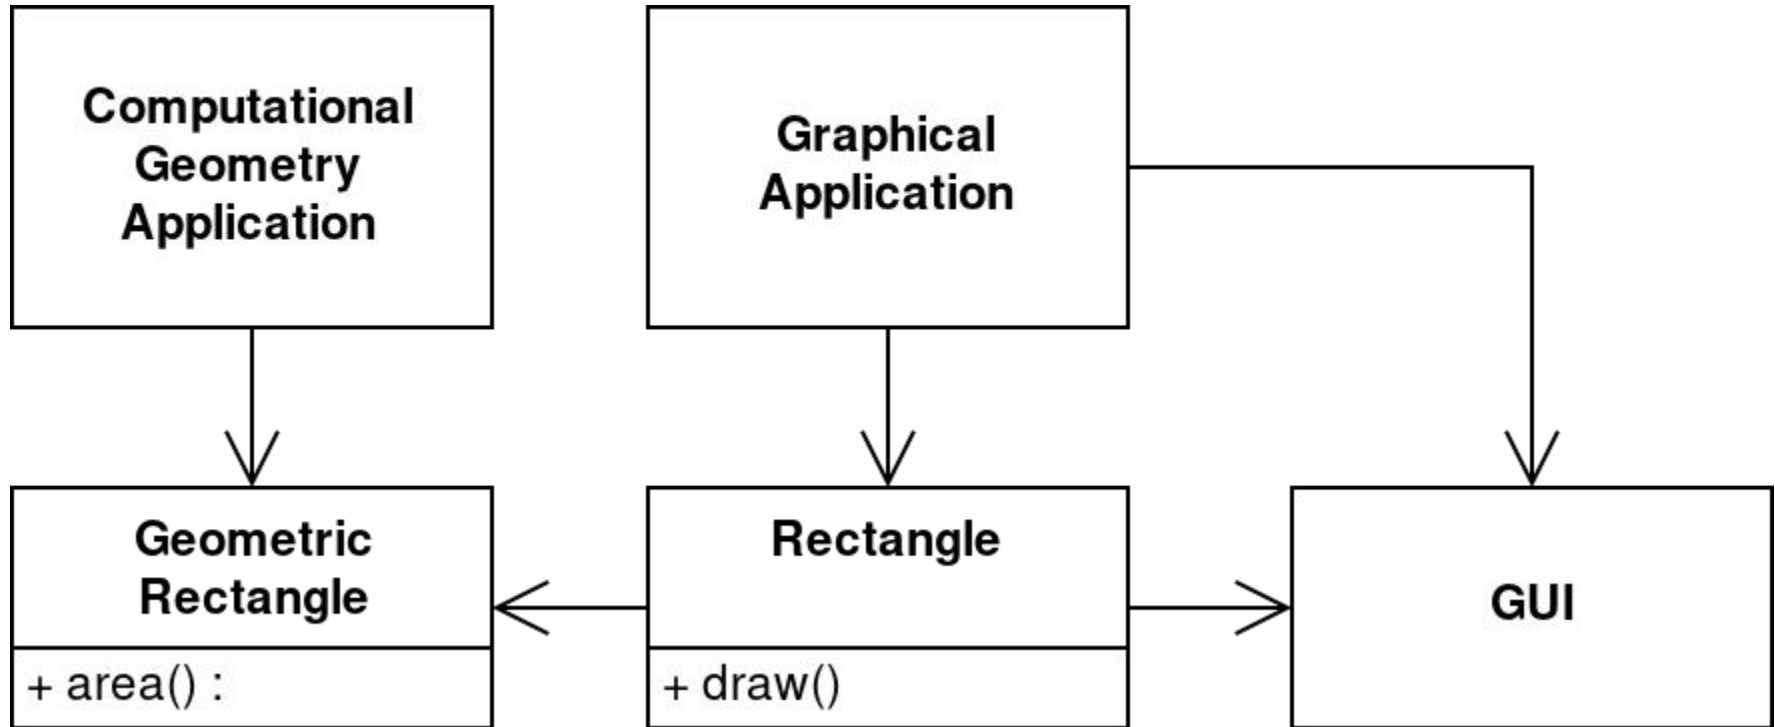 Computational
Geometry
Application
Graphical
Application
Geometric
Rectangle
+ area() :
Rectangle
+ draw()
GUI